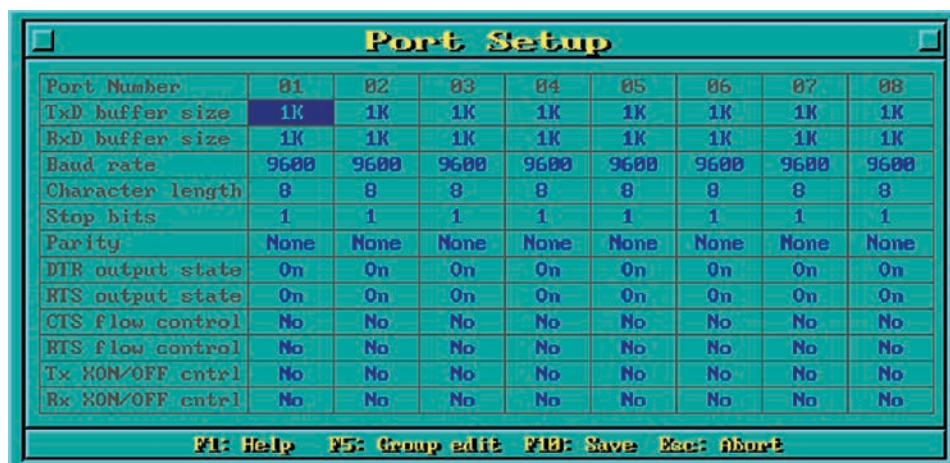 Port Setup
Port Number 01 02 03 04 05 06 07 08
TxD buffer size 1K 1K 1K 1K 1K 1K 1K 1K
RxD buffer size 1K 1K 1K 1K 1K 1K 1K 1K
Baud rate 9600 9600 9600 9600 9600 9600 9600 9600
Character length 8 8 8 8 8 8 8 8
Stop bits 1 1 1 1 1 1 1 1
Parity None None None None None None None None
DTR output state On On On On On On On On
RTS output state On On On On On On On On
CTS flow control No No No No No No No No
RTS flow control No No No No No No No No
Tx XON/OFF cntrl No No No No No No No No
Rx XON/OFF cntrl No No No No No No No No
F1: Help F5: Group edit F10: Save Esc: Abort